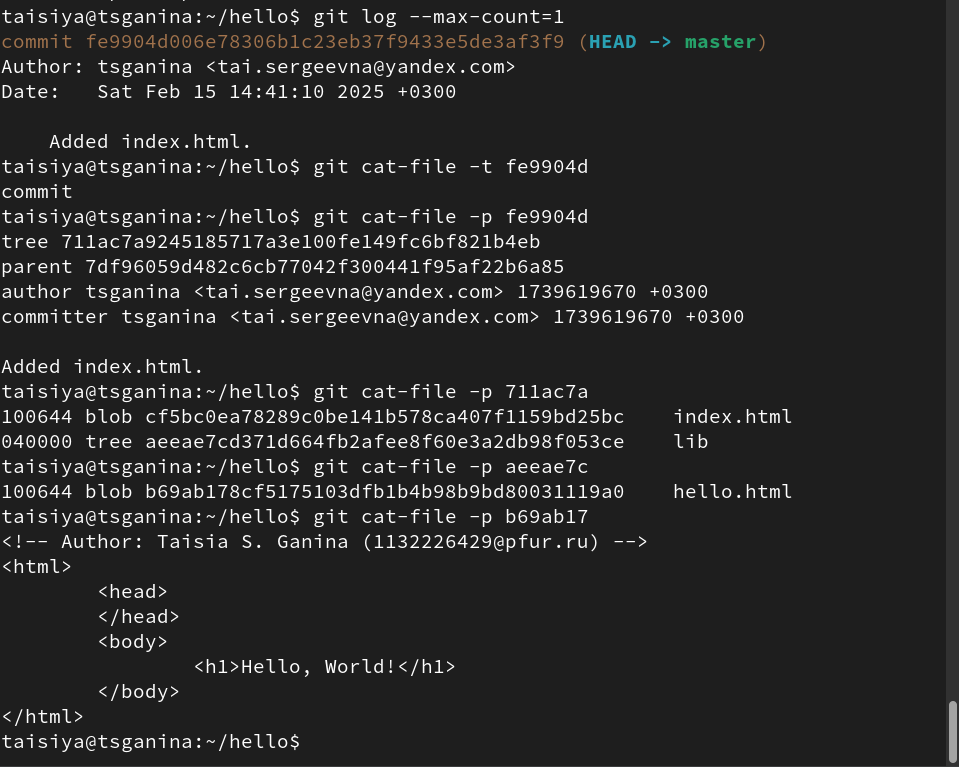 taisiya@tsganina:~/hello$ git log --max-count=1
commit fe9904d006e78306b1c23eb37f9433e5de3af3f9 (HEAD -> master)
Author: tsganina <tai.sergeevna@yandex.com>
Date:   Sat Feb 15 14:41:10 2025 +0300

    Added index.html.
taisiya@tsganina:~/hello$ git cat-file -t fe9904d
commit
taisiya@tsganina:~/hello$ git cat-file -p fe9904d
tree 711ac7a9245185717a3e100fe149fc6bf821b4eb
parent 7df96059d482c6cb77042f300441f95af22b6a85
author tsganina <tai.sergeevna@yandex.com> 1739619670 +0300
committer tsganina <tai.sergeevna@yandex.com> 1739619670 +0300

Added index.html.
taisiya@tsganina:~/hello$ git cat-file -p 711ac7a
100644 blob cf5bc0ea78289c0be141b578ca407f1159bd25bc    index.html
040000 tree aeeae7cd371d664fb2afee8f60e3a2db98f053ce    lib
taisiya@tsganina:~/hello$ git cat-file -p aeeae7c
100644 blob b69ab178cf5175103dfb1b4b98b9bd80031119a0    hello.html
taisiya@tsganina:~/hello$ git cat-file -p b69ab17
<!-- Author: Taisia S. Ganina (1132226429@pfur.ru) -->
<html>
        <head>
        </head>
        <body>
                <h1>Hello, World!</h1>
        </body>
</html>
taisiya@tsganina:~/hello$